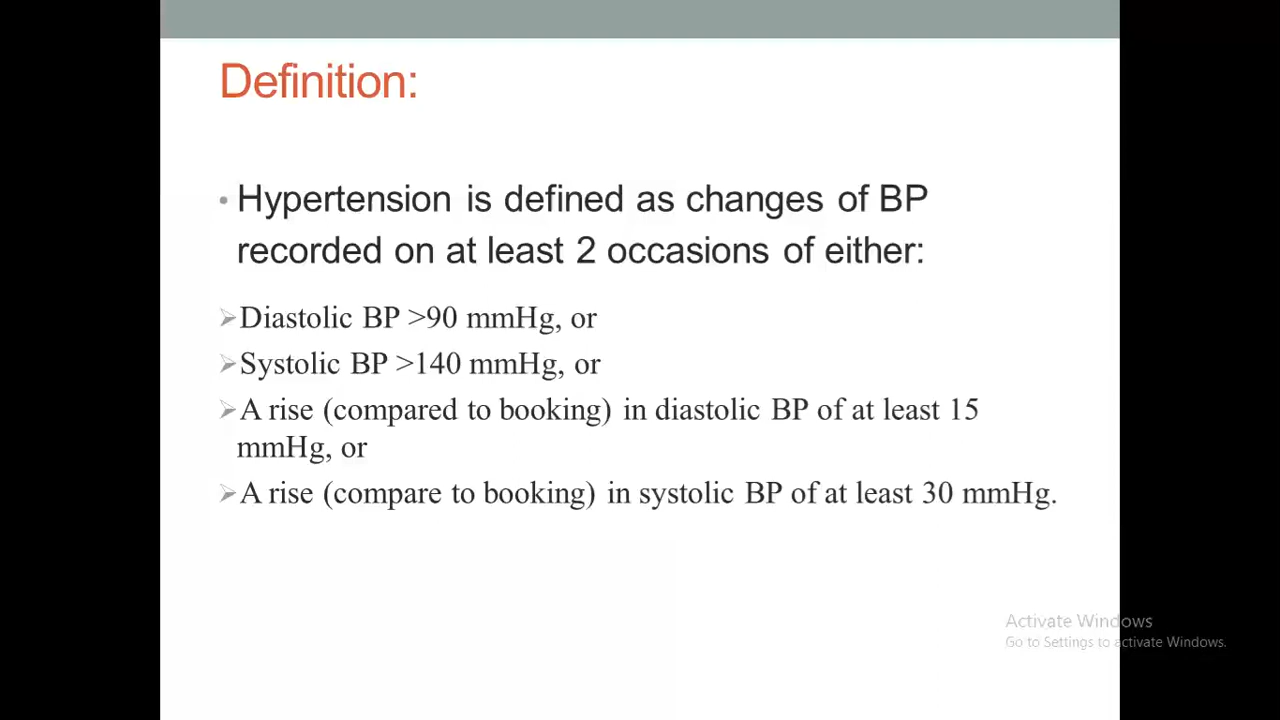 Definition:
• Hypertension is defined as changes of BP
recorded on at least 2 occasions of either:
➢Diastolic BP >90 mmHg, or
➢Systolic BP >140 mmHg, or
➢A rise (compared to booking) in diastolic BP of at least 15
mmHg, or
➢A rise (compare to booking) in systolic BP of at least 30 mmHg.
Activate Windows
Go to Settings to activate Windows.